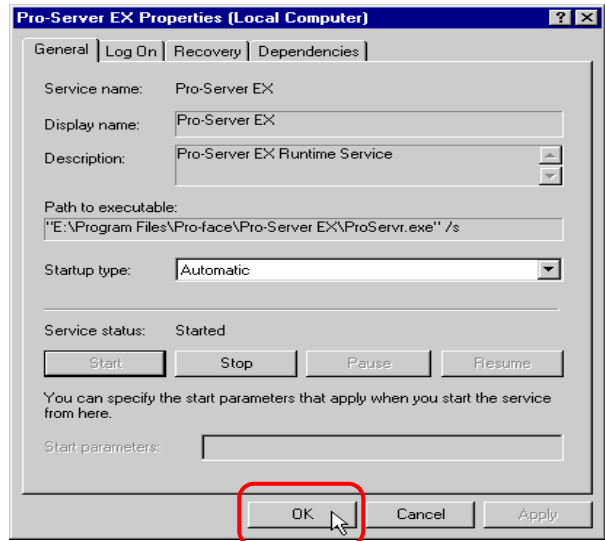 Pro-Server EX Properties (Local Computer)
General Log On Recovery Dependencies
Service name: Pro-Server EX
Display name: Pro-Server EX
Description: Pro-Server EX Runtime Service
Path to executable:
"E:\Program Files\Pro-face\Pro-Server EX\ProServr.exe" /s
Startup type: Automatic
Service status: Started
Start Stop Pause Resume
You can specify the start parameters that apply when you start the service
from here.
Start parameters:
OK Cancel Apply